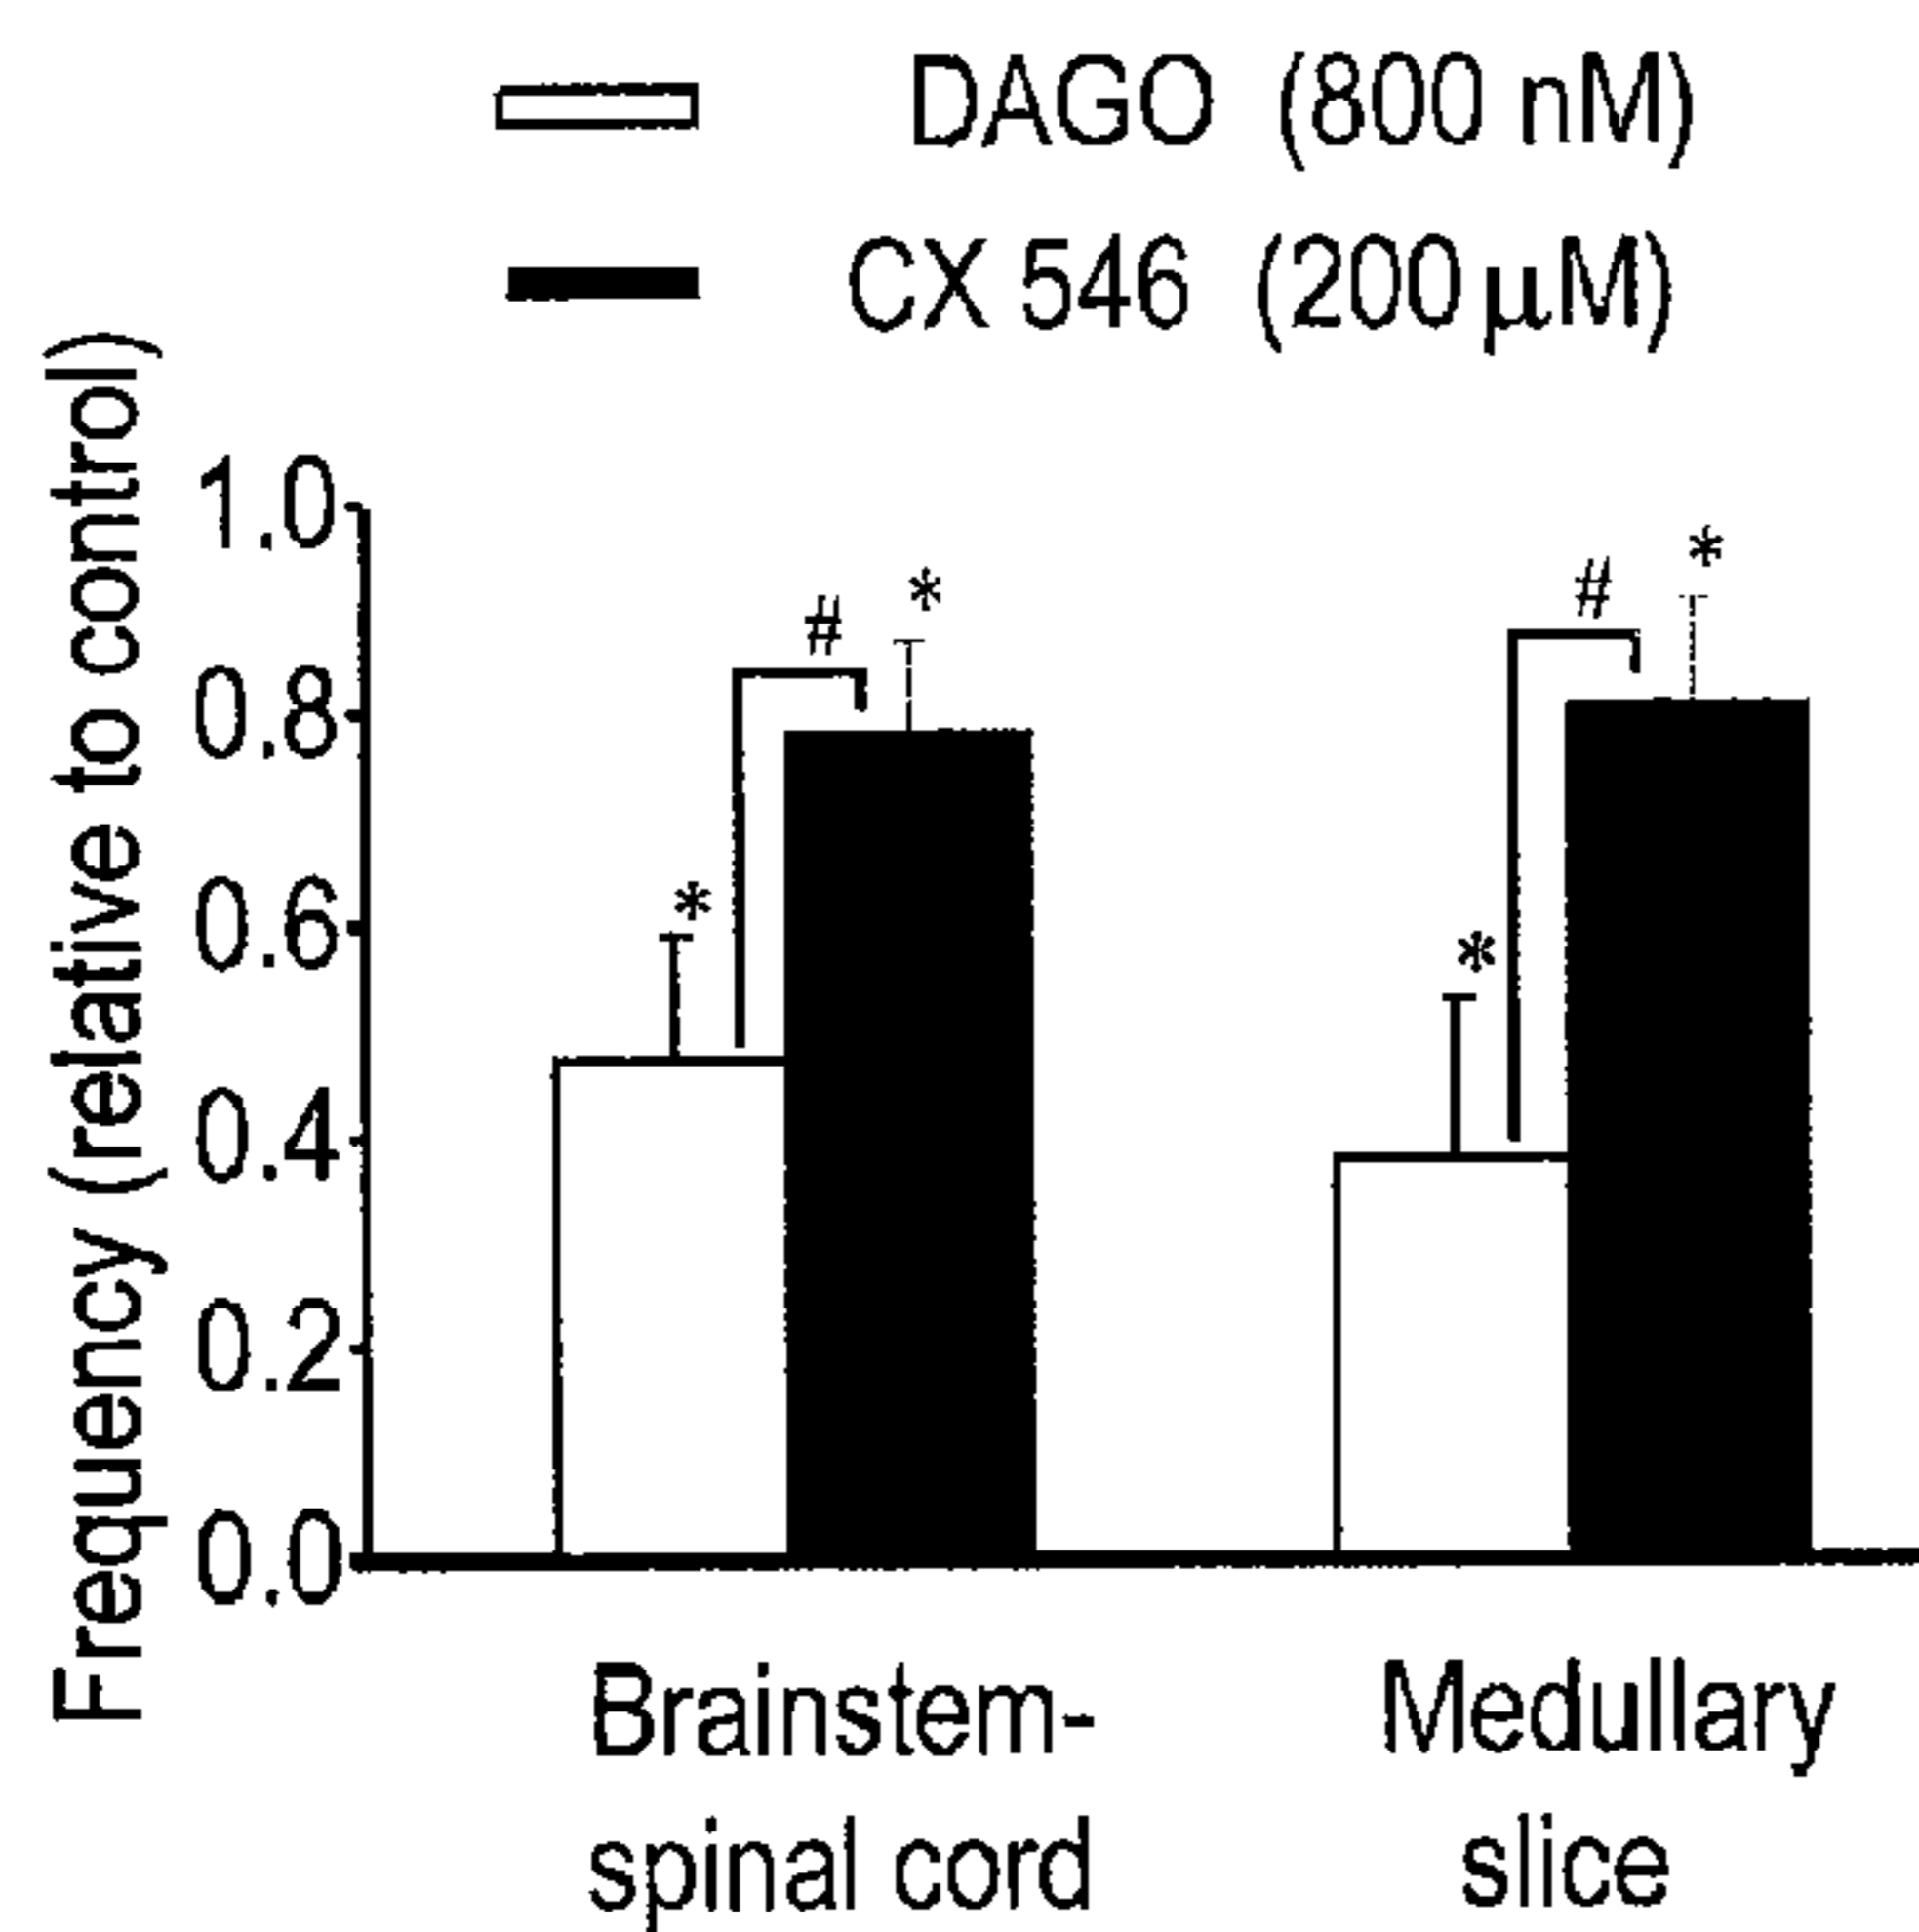 DAGO (800 nM)
CX 546 (200 μM)
Frequency (relative to control)
1.0
0.8
0.6
0.4
0.2
0.0
# *
*
# *
*
Brainstem-
spinal cord
Medullary
slice